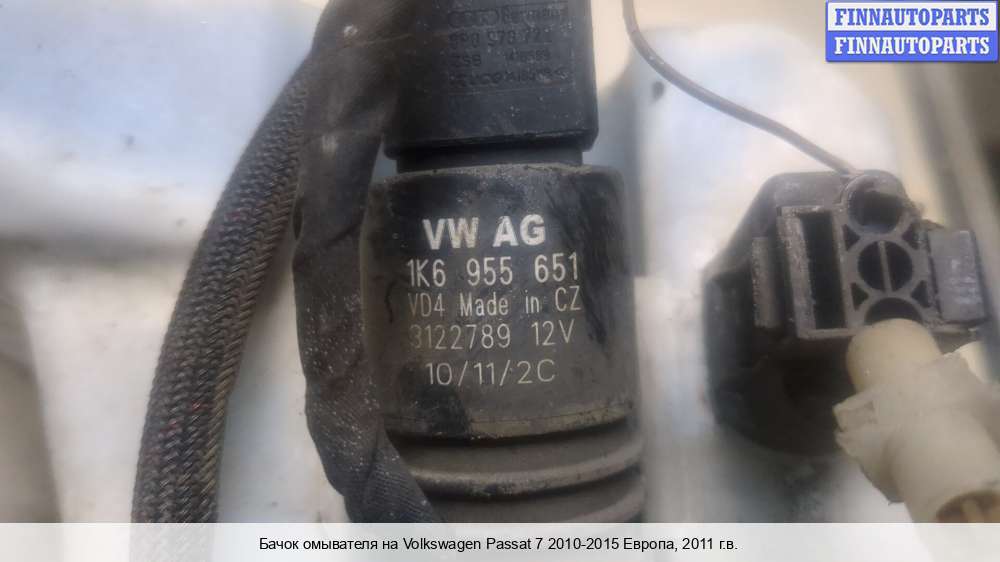 FINNAUTOPARTS
FINNAUTOPARTS
Germany
VW AG
1K6 955 651
VD4 Made in CZ
3122789 12V
10/11/2C
Бачок омывателя на Volkswagen Passat 7 2010-2015 Европа, 2011 г.в.